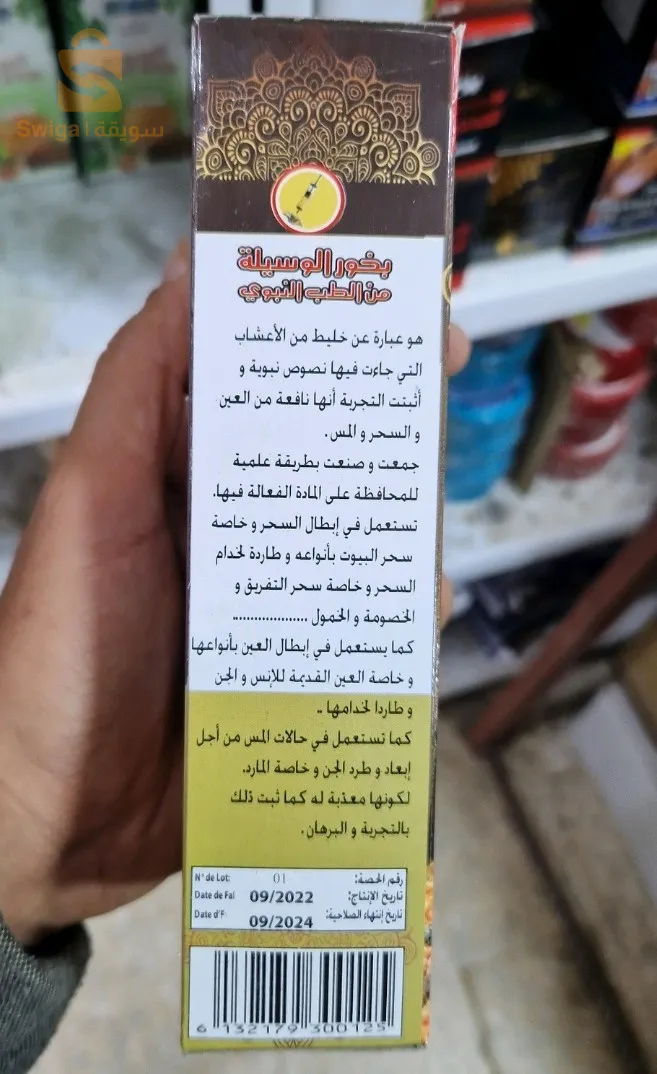 Swiqa | سويقة
بخور الوسيلة
من الطب النبوي
هو عبارة عن خليط من الأعشاب
التي جاءت فيها نصوص نبوية و
أثبتت التجربة أنها نافعة من العين
و السحر و المس.
جمعت و صنعت بطريقة علمية
للمحافظة على المادة الفعالة فيها.
تستعمل في إبطال السحر و خاصة
سحر البيوت بأنواعه و طاردة لخدام
السحر و خاصة سحر التفريق و
الخصومة و الخمول ....................
كما يستعمل في إبطال العين بأنواعها
و خاصة العين القديمة للإنس و الجن
و طاردا لخدامها ..
كما تستعمل في حالات المس من أجل
إبعاد و طرد الجن و خاصة المارد.
لكونها معذبة له كما ثبت ذلك
بالتجربة و البرهان.
N° de Lot: 01 رقم الحصة:
Date de Fal 09/2022 تاريخ الإنتاج:
Date d'F 09/2024 تاريخ إنتهاء الصلاحية:
6 132179 300125